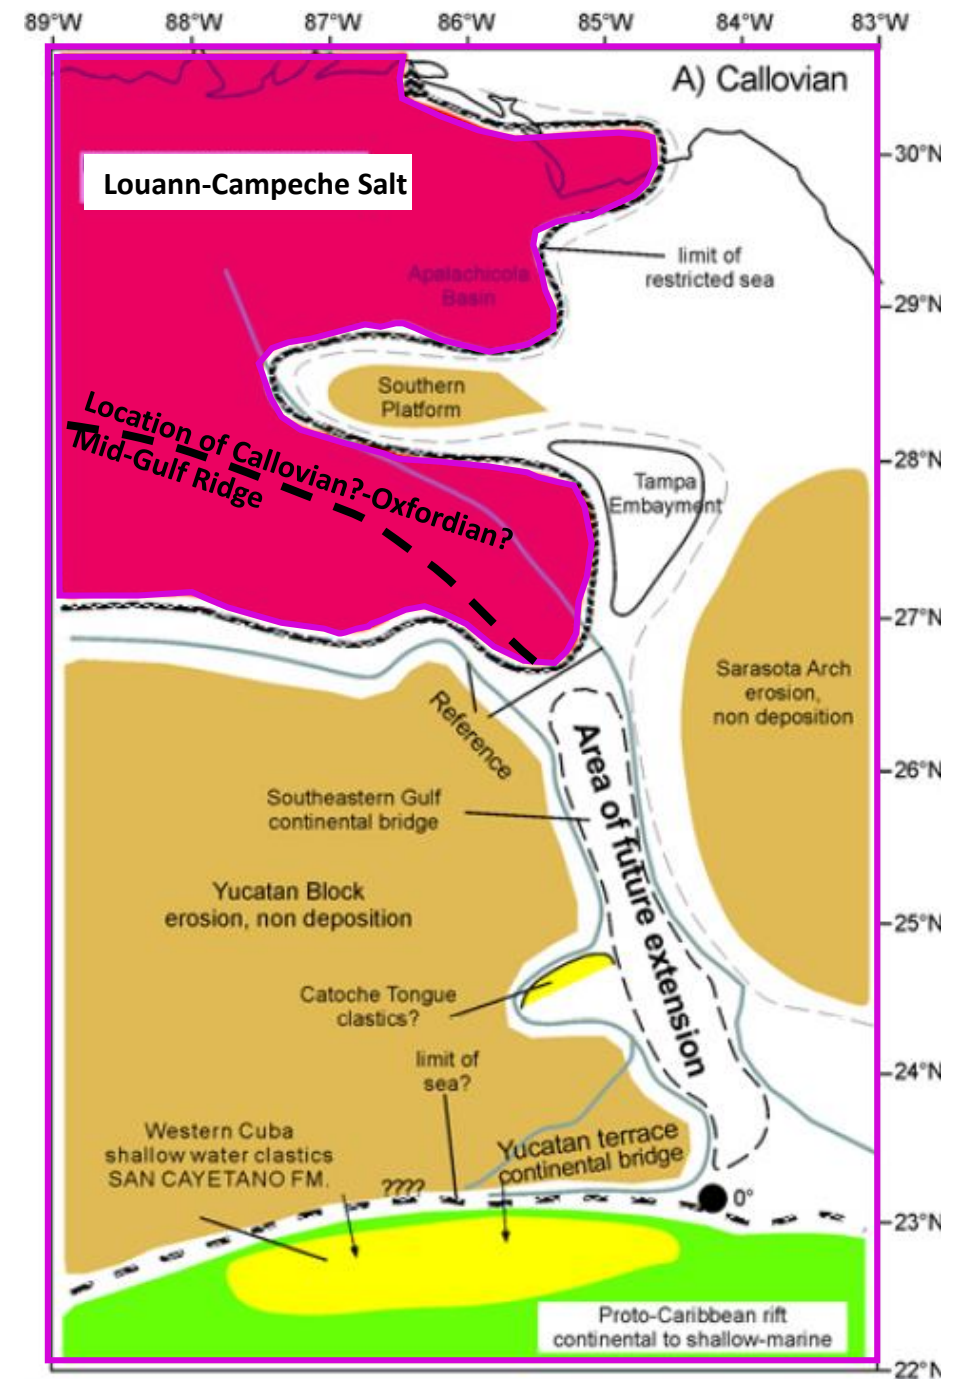 89°W 88°W 87°W 86°W 85°W 84°W 83°W
A) Callovian
30°N
Louann-Campeche Salt
limit of
restricted sea
Apalachicola
Basin
29°N
Southern
Platform
Location of Callovian?-Oxfordian?
Mid-Gulf Ridge
28°N
Tampa
Embayment
27°N
Sarasota Arch
erosion,
non deposition
Reference
Area of future extension
26°N
Southeastern Gulf
continental bridge
Yucatan Block
erosion, non deposition
25°N
Catoche Tongue
clastics?
24°N
limit of
sea?
Western Cuba
shallow water clastics
SAN CAYETANO FM.
Yucatan terrace
continental bridge
????
0°
23°N
Proto-Caribbean rift
continental to shallow-marine
22°N